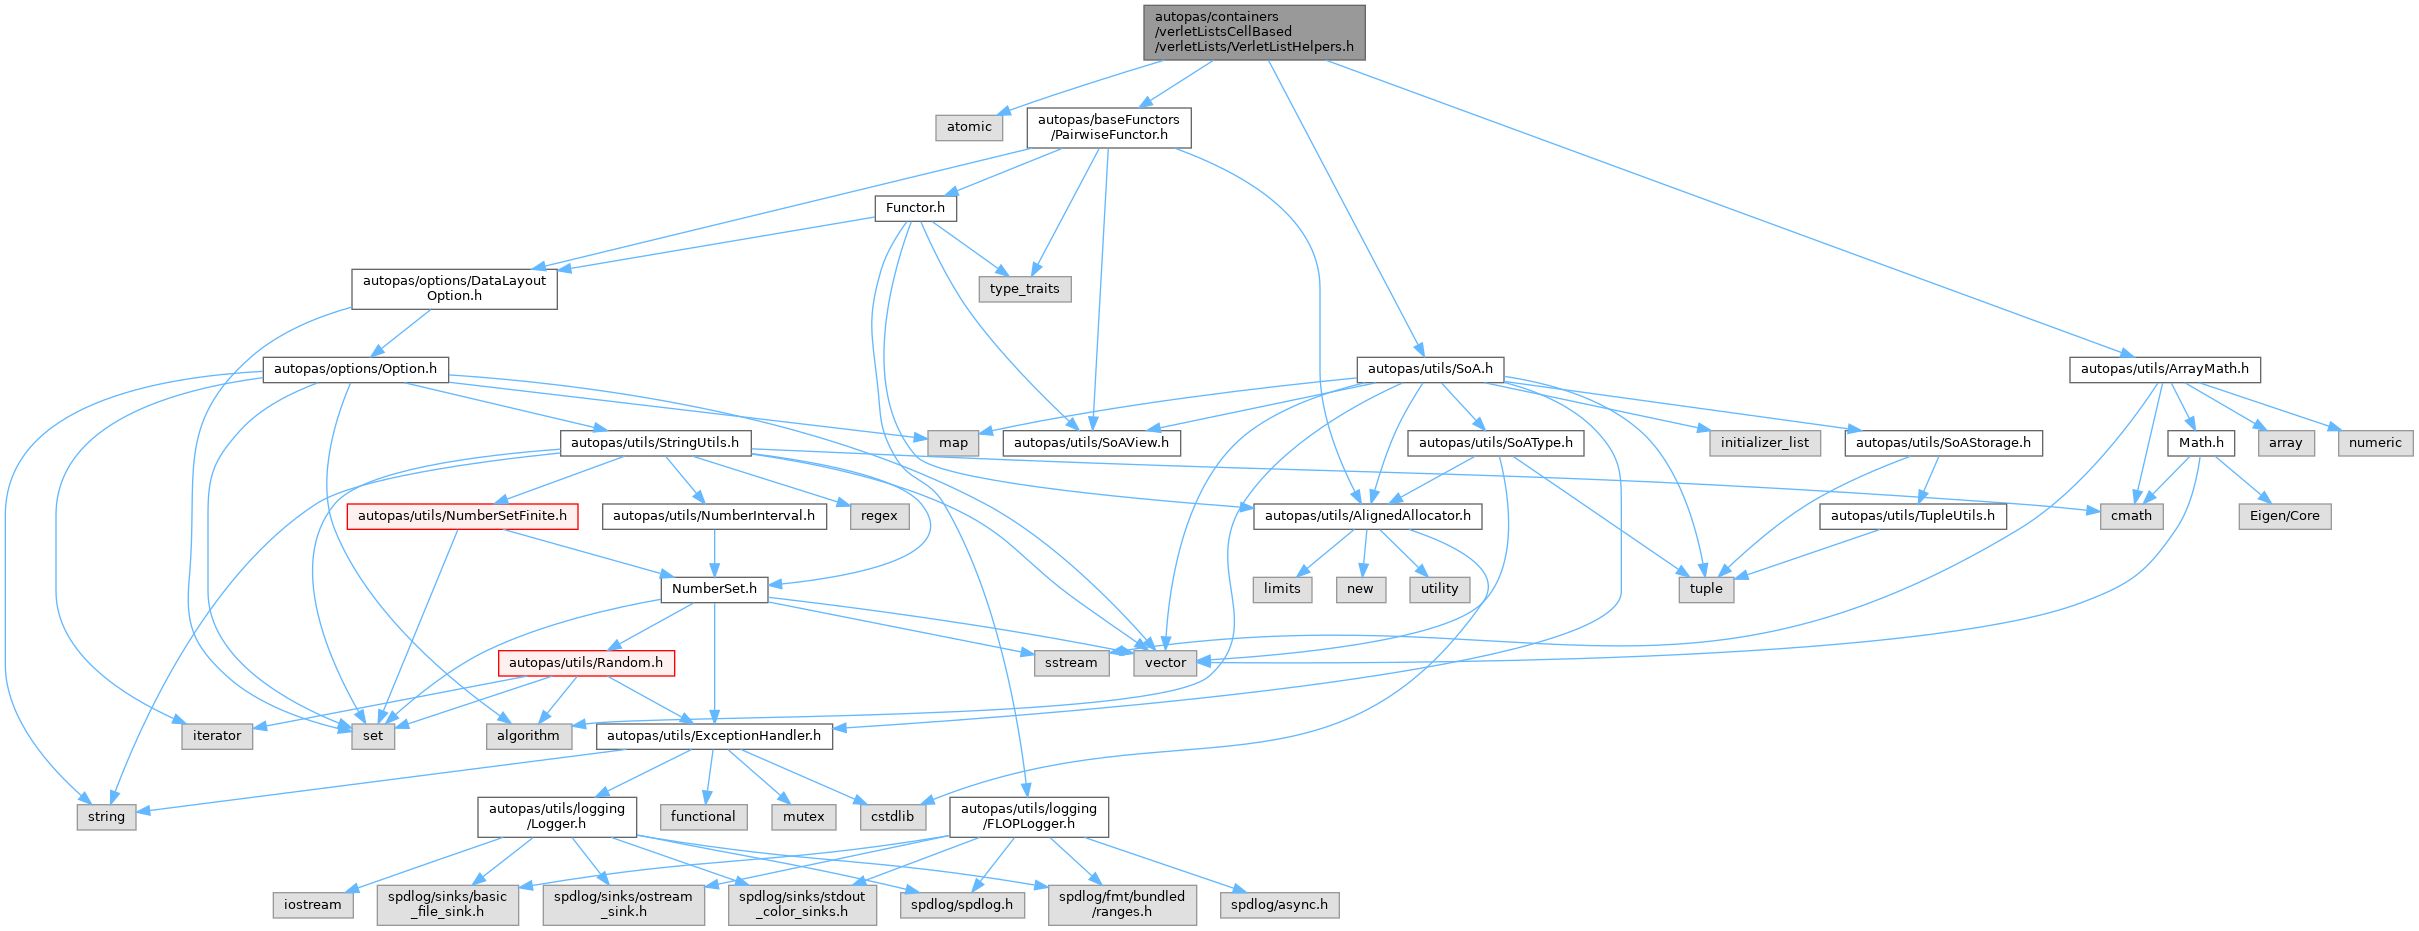 autopas/containers
/verletListsCellBased
/verletLists/VerletListHelpers.h
atomic
autopas/baseFunctors
/PairwiseFunctor.h
Functor.h
autopas/options/DataLayout
Option.h
type_traits
autopas/options/Option.h
autopas/utils/SoA.h
autopas/utils/ArrayMath.h
autopas/utils/StringUtils.h
map
autopas/utils/SoAView.h
autopas/utils/SoAType.h
initializer_list
autopas/utils/SoAStorage.h
Math.h
array
numeric
autopas/utils/NumberSetFinite.h
autopas/utils/NumberInterval.h
regex
autopas/utils/AlignedAllocator.h
autopas/utils/TupleUtils.h
cmath
Eigen/Core
NumberSet.h
limits
new
utility
tuple
autopas/utils/Random.h
sstream
vector
iterator
set
algorithm
autopas/utils/ExceptionHandler.h
string
autopas/utils/logging
/Logger.h
functional
mutex
cstdlib
autopas/utils/logging
/FLOPLogger.h
iostream
spdlog/sinks/basic
_file_sink.h
spdlog/sinks/ostream
_sink.h
spdlog/sinks/stdout
_color_sinks.h
spdlog/spdlog.h
spdlog/fmt/bundled
/ranges.h
spdlog/async.h